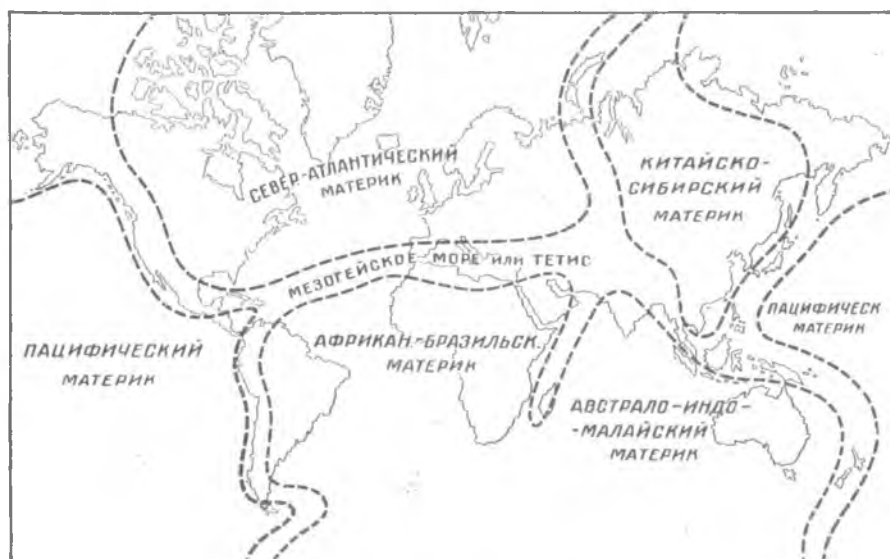 СЕВЕР-АТЛАНТИЧЕСКИЙ
МАТЕРИК
КИТАЙСКО-
СИБИРСКИЙ
МАТЕРИК
МЕЗОГЕЙСКОЕ МОРЕ ИЛИ ТЕТИС
ПАЦИФИЧЕСКИЙ
МАТЕРИК
АФРИКАН.-БРАЗИЛЬСК.
МАТЕРИК
ПАЦИФИЧЕСК
МАТЕРИК
АВСТРАЛО-ИНДО-
-МАЛАЙСКИЙ
МАТЕРИК